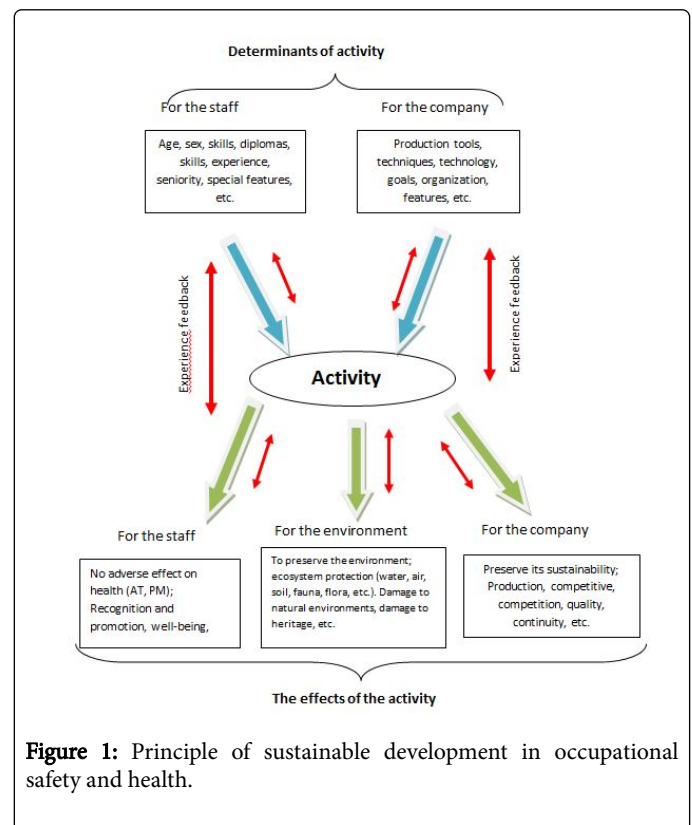 Determinants of activity
For the staff
For the company
Age, sex, skills, diplomas,
skills, experience,
seniority, special features,
etc.
Production tools,
techniques, technology,
goals, organization,
features, etc.
Experience feedback
Experience feedback
Activity
For the staff
For the environment
For the company
No adverse effect on
health (AT, PM);
Recognition and
promotion, well-being,
To preserve the environment;
ecosystem protection (water, air,
soil, fauna, flora, etc.). Damage to
natural environments, damage to
heritage, etc.
Preserve its sustainability;
Production, competitive,
competition, quality,
continuity, etc.
The effects of the activity
Figure 1: Principle of sustainable development in occupational
safety and health.